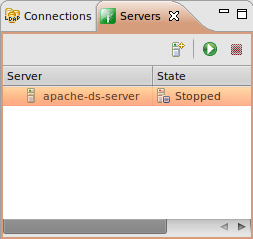 Connections Servers
Server State
apache-ds-server Stopped